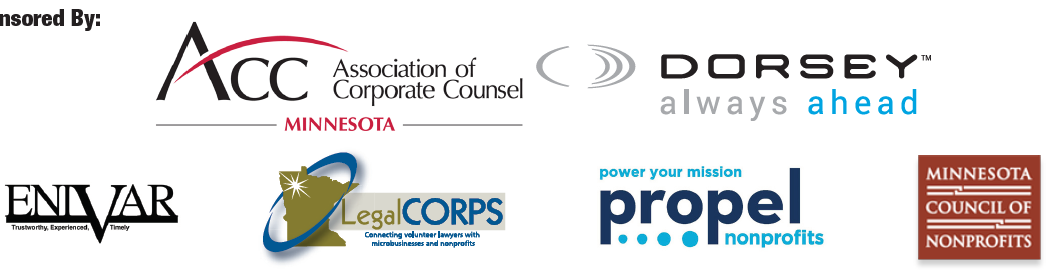 nsored By:
ACC Association of
Corporate Counsel
MINNESOTA
DORSEY™
always ahead
ENIVAR
Trustworthy, Experienced, Timely
LegalCORPS
Connecting volunteer lawyers with
microbusinesses and nonprofits
power your mission
propel
nonprofits
MINNESOTA
COUNCIL OF
NONPROFITS